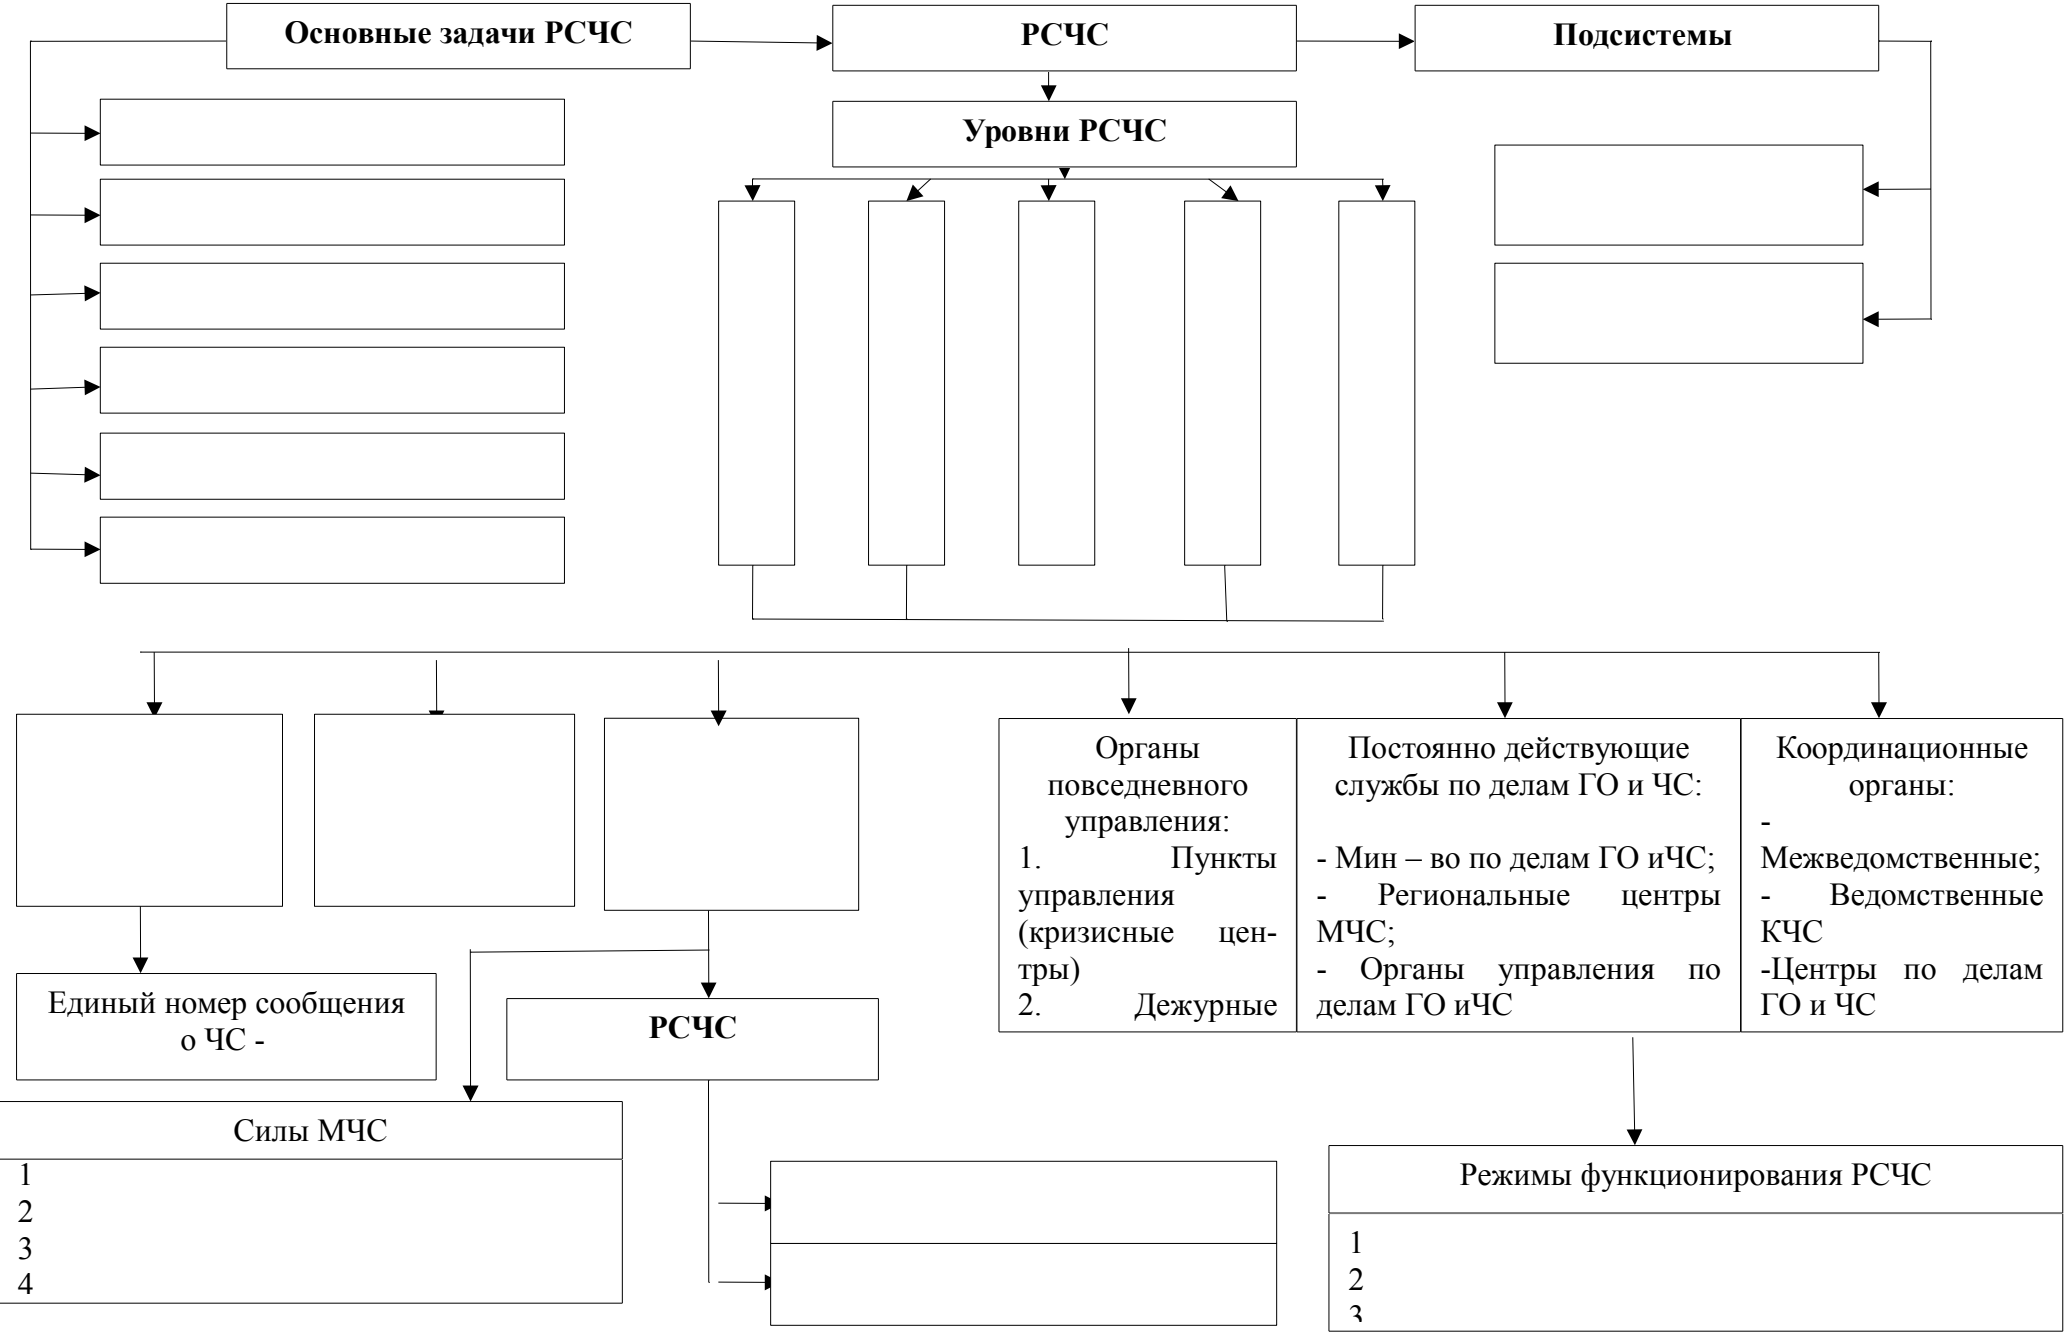 Основные задачи РСЧС
РСЧС
Подсистемы
Уровни РСЧС
Органы
повседневного
управления:
1. Пункты
управления
(кризисные цен-
тры)
2. Дежурные
Постоянно действующие
службы по делам ГО и ЧС:
- Мин – во по делам ГО иЧС;
- Региональные центры
МЧС;
- Органы управления по
делам ГО иЧС
Координационные
органы:
-
Межведомственные;
- Ведомственные
КЧС
-Центры по делам
ГО и ЧС
Единый номер сообщения
о ЧС -
РСЧС
Силы МЧС
1
2
3
4
Режимы функционирования РСЧС
1
2
3